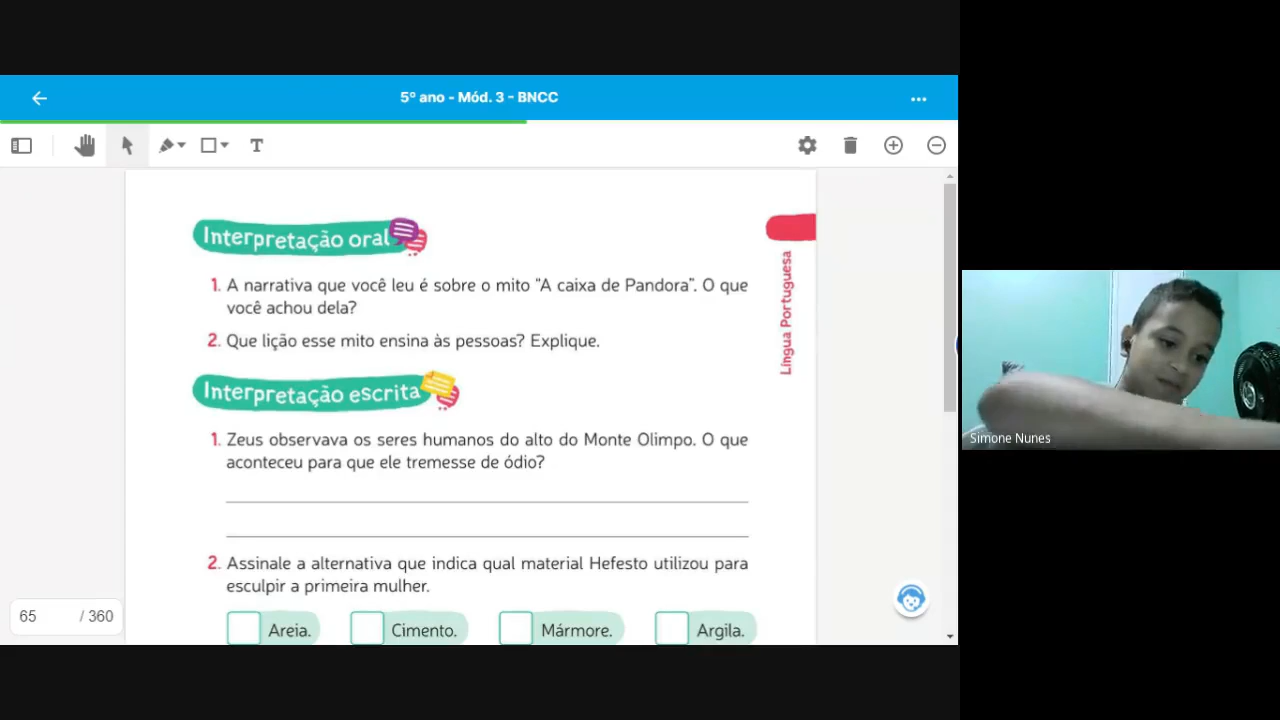 5º ano - Mód. 3 - BNCC
T
Interpretação oral
1. A narrativa que você leu é sobre o mito “A caixa de Pandora”. O que
você achou dela?
2. Que lição esse mito ensina às pessoas? Explique.
Língua Portuguesa
Interpretação escrita
1. Zeus observava os seres humanos do alto do Monte Olimpo. O que
aconteceu para que ele tremesse de ódio?
2. Assinale a alternativa que indica qual material Hefesto utilizou para
esculpir a primeira mulher.
Areia. Cimento. Mármore. Argila.
65 / 360
Simone Nunes